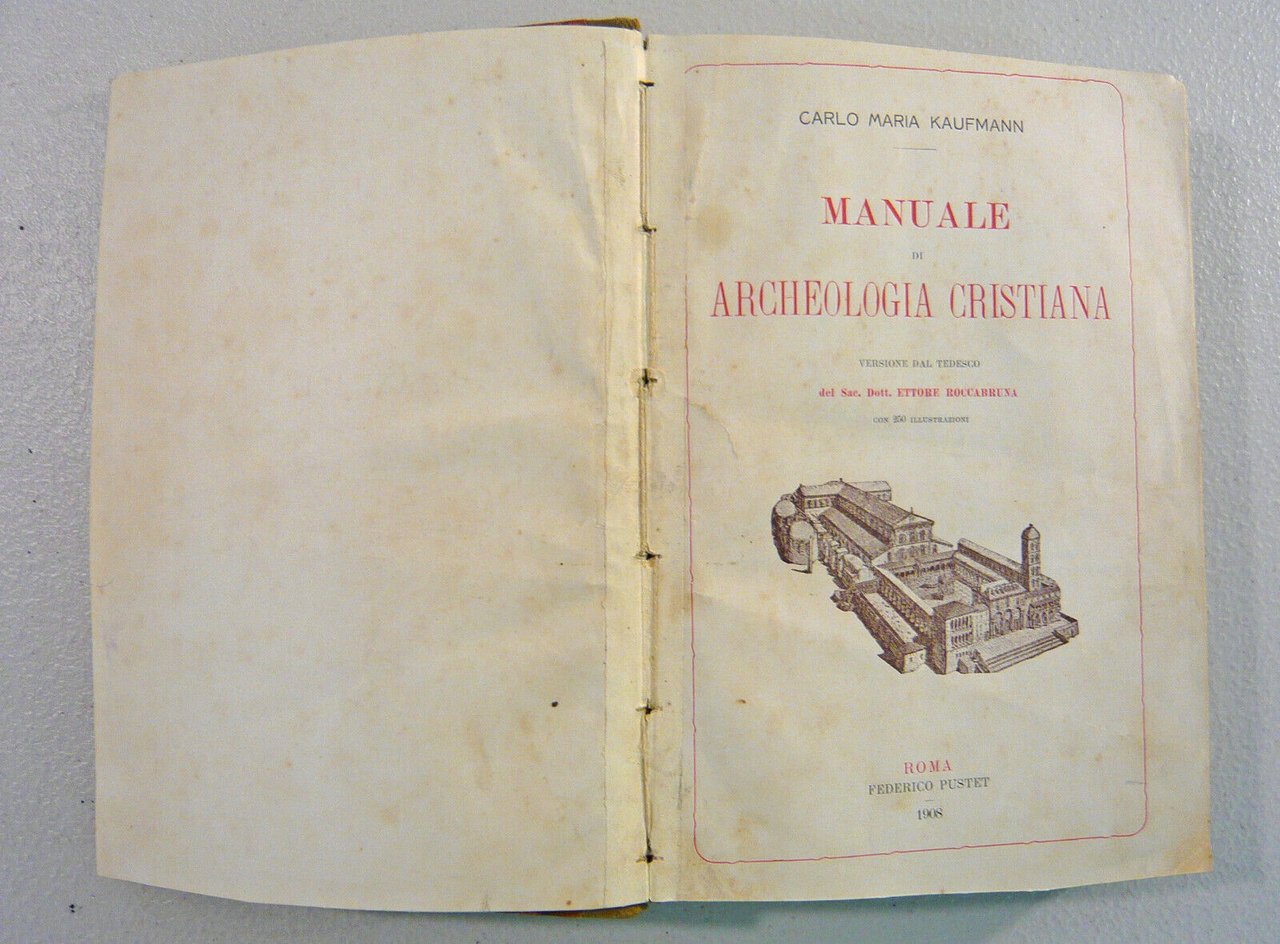 CARLO MARIA KAUFMANN
MANUALE
DI
ARCHEOLOGIA CRISTIANA
VERSIONE DAL TEDESCO
del Sac. Dott. ETTORE ROCCABRUNA
CON 250 ILLUSTRAZIONI
ROMA
FEDERICO PUSTET
1908